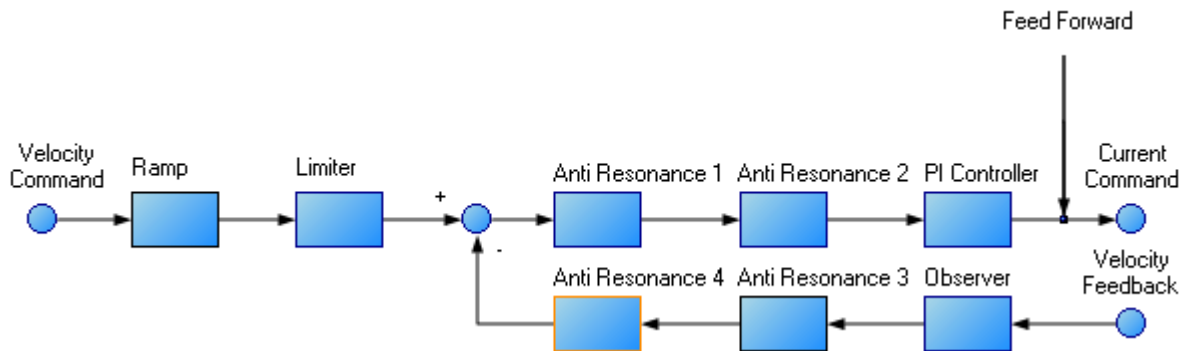 Feed Forward
Velocity
Command
Ramp
Limiter
Anti Resonance 1
Anti Resonance 2
PI Controller
Current
Command
+
-
Anti Resonance 4
Anti Resonance 3
Observer
Velocity
Feedback